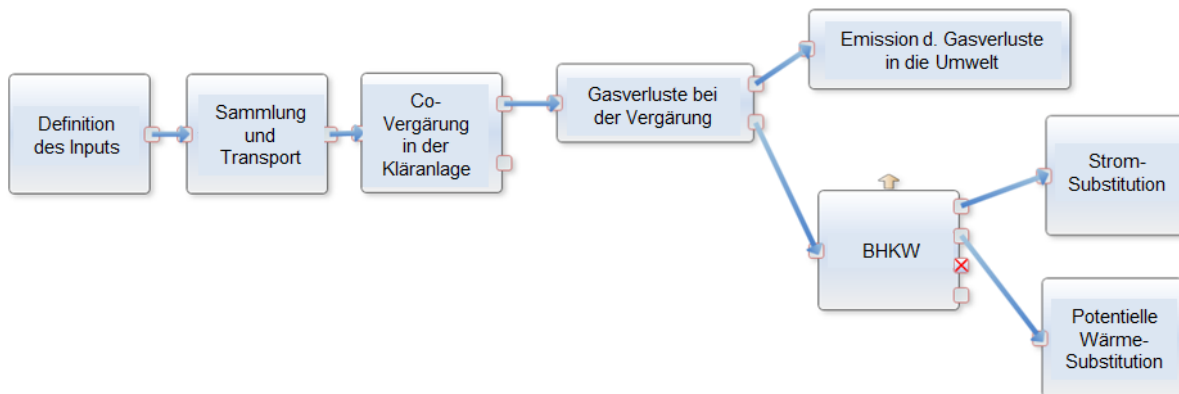 Definition
des Inputs
Sammlung
und
Transport
Co-
Vergärung
in der
Kläranlage
Gasverluste bei
der Vergärung
Emission d. Gasverluste
in die Umwelt
BHKW
Strom-
Substitution
Potentielle
Wärme-
Substitution